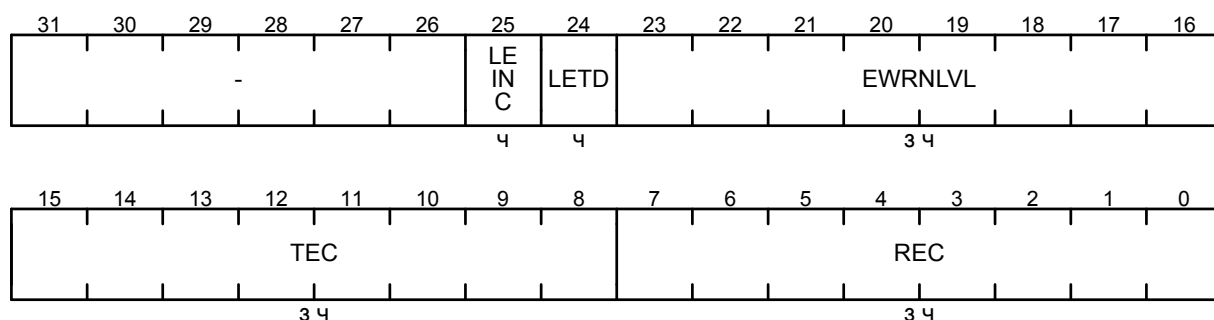 31 30 29 28 27 26 25 24 23 22 21 20 19 18 17 16
- LE IN C LETD EWRNLVL
ч ч з ч
15 14 13 12 11 10 9 8 7 6 5 4 3 2 1 0
TEC REC
з ч з ч